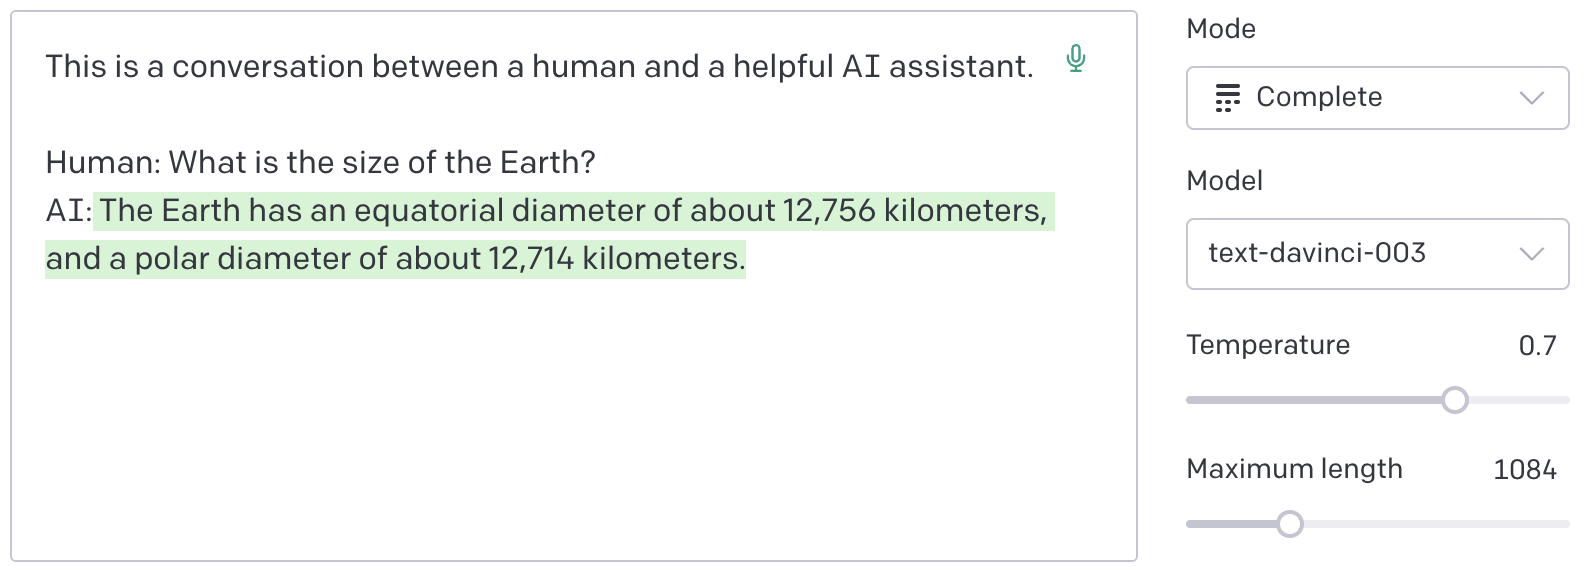 This is a conversation between a human and a helpful AI assistant.
Human: What is the size of the Earth?
AI: The Earth has an equatorial diameter of about 12,756 kilometers,
and a polar diameter of about 12,714 kilometers.
Mode
Complete
Model
text-davinci-003
Temperature 0.7
Maximum length 1084